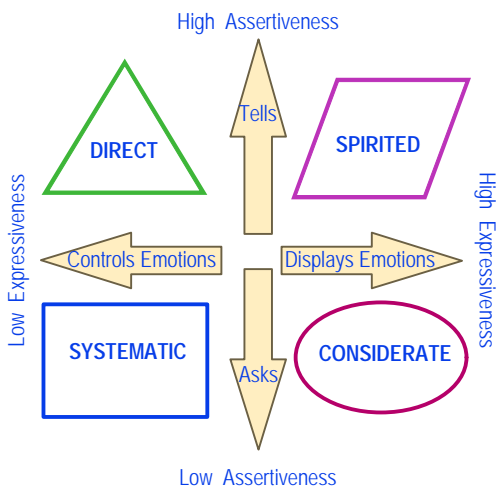 High Assertiveness
Tells
DIRECT
SPIRITED
Low Expressiveness
High Expressiveness
Controls Emotions
Displays Emotions
SYSTEMATIC
CONSIDERATE
Asks
Low Assertiveness